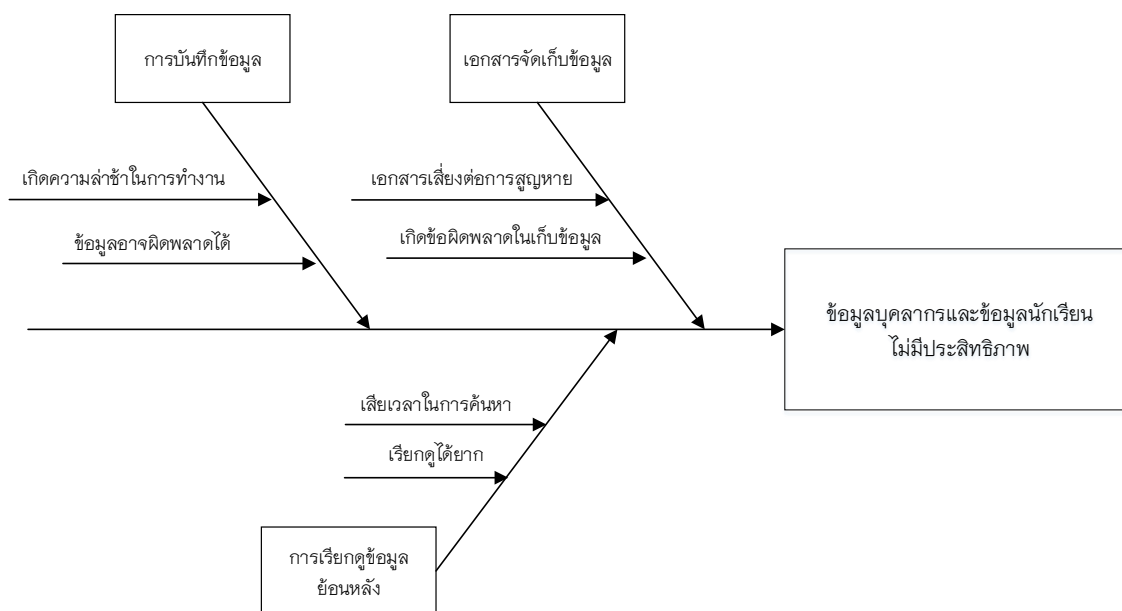 การบันทึกข้อมูล
เอกสารจัดเก็บข้อมูล
เกิดความล่าช้าในการทำงาน
เอกสารเสี่ยงต่อการสูญหาย
ข้อมูลอาจผิดพลาดได้
เกิดข้อผิดพลาดในเก็บข้อมูล
ข้อมูลบุคลากรและข้อมูลนักเรียน
ไม่มีประสิทธิภาพ
เสียเวลาในการค้นหา
เรียกดูได้ยาก
การเรียกดูข้อมูล
ย้อนหลัง